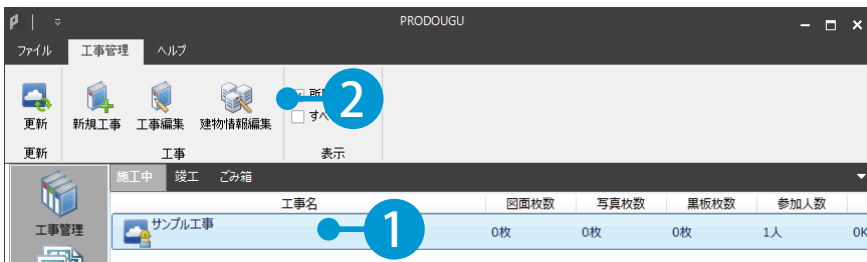 PRODOUGU
ファイル 工事管理 ヘルプ
更新 新規工事 工事編集 建物情報編集
2
更新 工事 表示
施工中 竣工 ごみ箱
工事名 図面枚数 写真枚数 黒板枚数 参加人数
工事管理
サンプル工事 1 0枚 0枚 0枚 1人